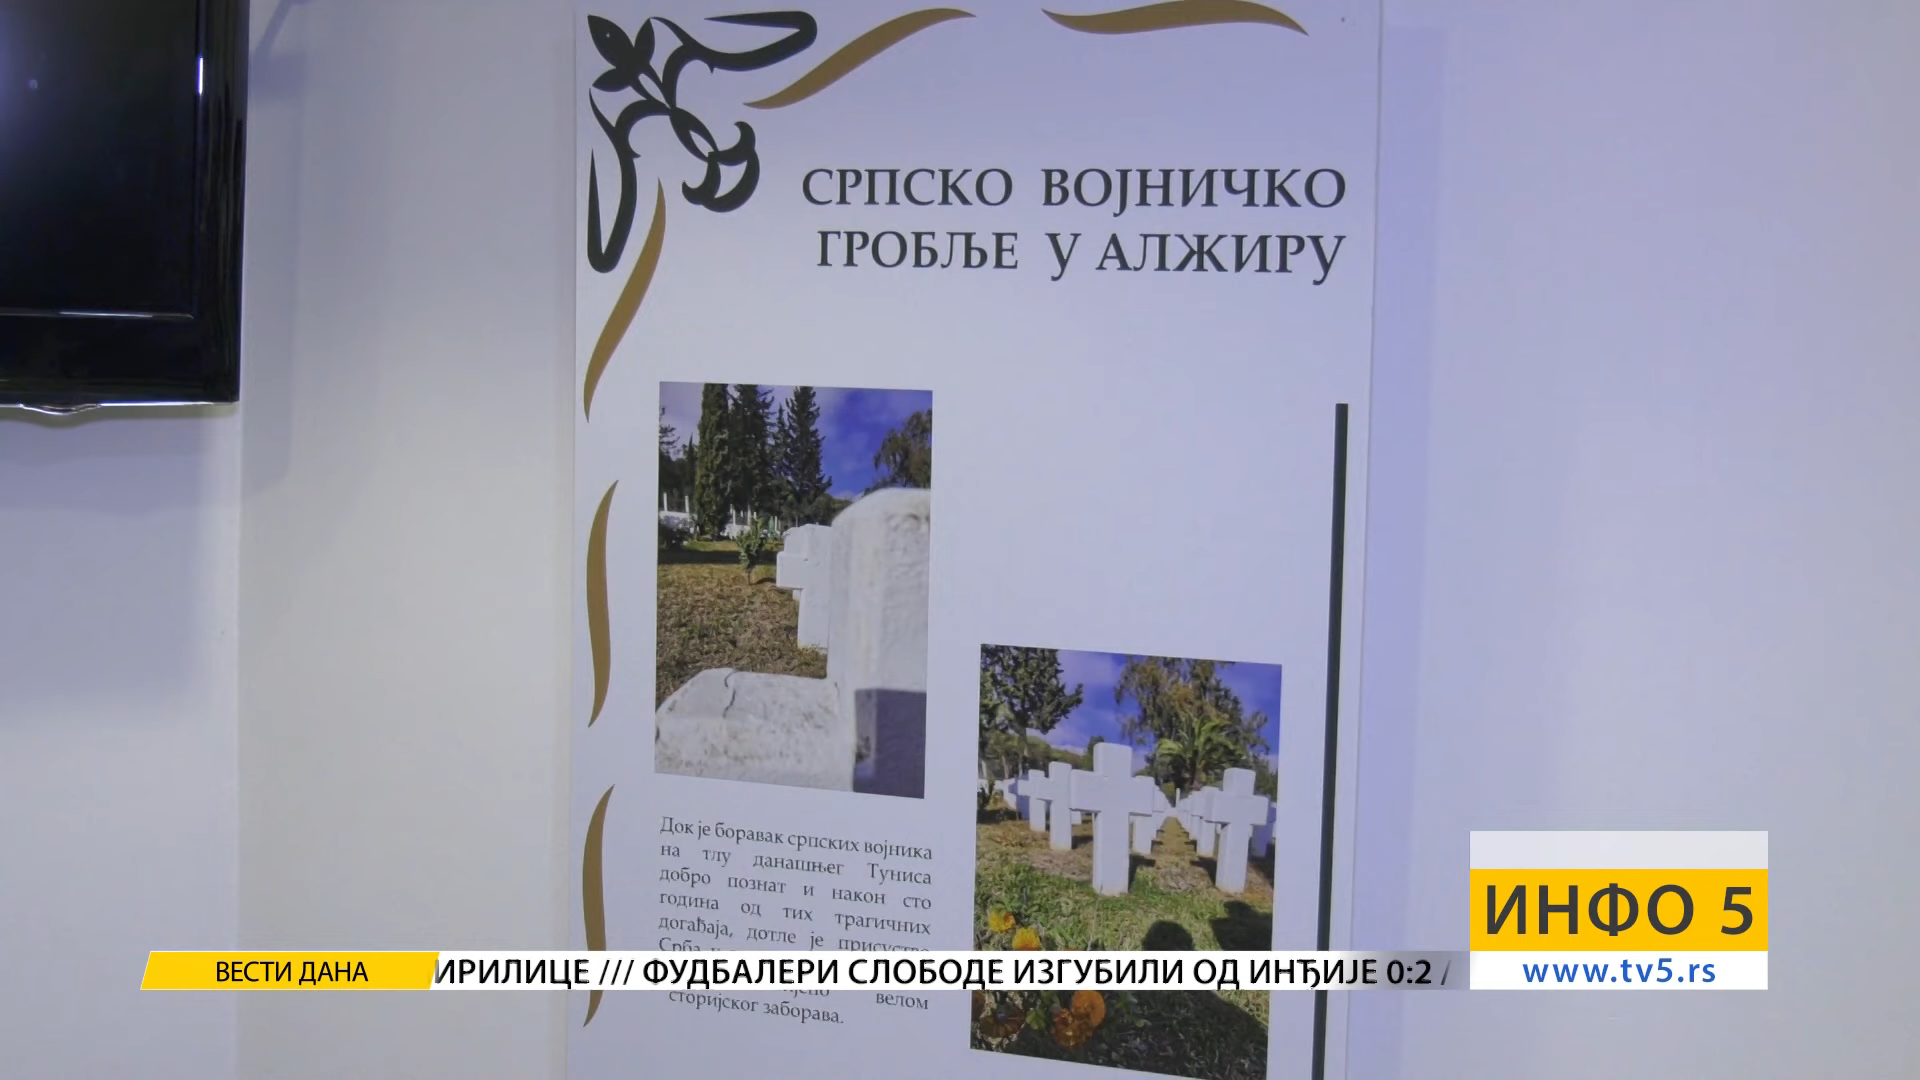 СРПСКО ВОЈНИЧКО
ГРОБЉЕ У АЛЖИРУ
Док је боравак српских војника
на тлу данашњег Туниса
добро познат и након сто
година од тих трагичних
догађаја, дотле је присуство
Срба
велом
сторијског заборава.
ВЕСТИ ДАНА
ИРИЛИЦЕ /// ФУДБАЛЕРИ СЛОБОДЕ ИЗГУБИЛИ ОД ИНЂИЈЕ 0:2 /
ИНФО 5
www.tv5.rs